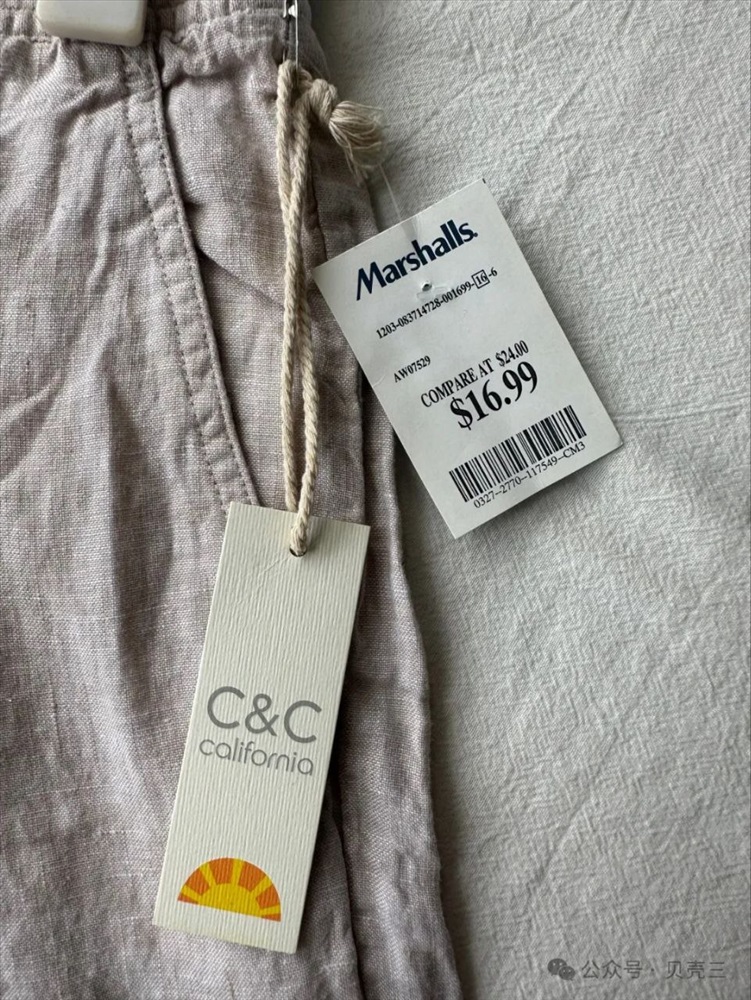 Marshalls.
1203-083714728-001699-16-6
AW07529
COMPARE AT $24.00
$16.99
0327-2770-117549-CM3
C&C
california
公众号 · 贝壳三